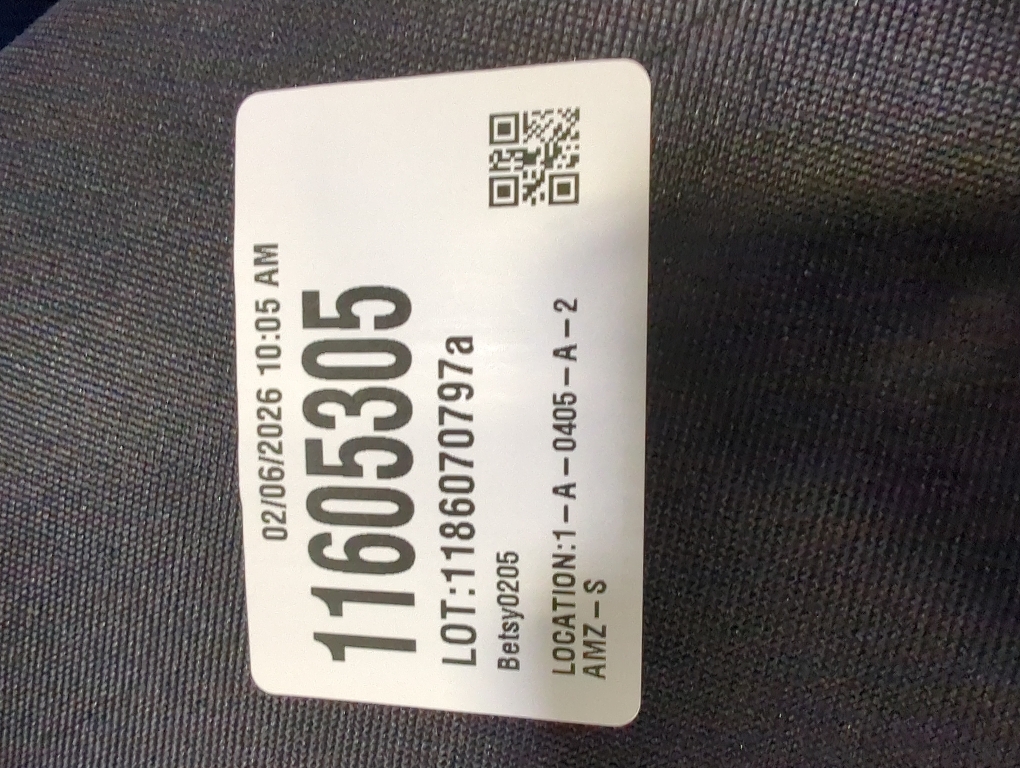 02/06/2026 10:05 AM
11605305
LOT:1186070797a
Betsy0205
LOCATION:1-A-0405-A-2
AMZ-S